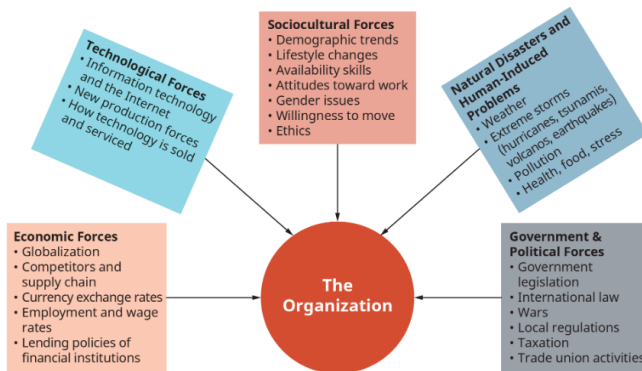 Technological Forces
• Information technology
and the Internet
• New production forces
• How technology is sold
and serviced
Sociocultural Forces
• Demographic trends
• Lifestyle changes
• Availability skills
• Attitudes toward work
• Gender issues
• Willingness to move
• Ethics
Natural Disasters and
Human-Induced
Problems
• Weather
• Extreme storms
(hurricanes, tsunamis,
volcanos, earthquakes)
• Pollution
• Health, food, stress
Economic Forces
• Globalization
• Competitors and
supply chain
• Currency exchange rates
• Employment and wage
rates
• Lending policies of
financial institutions
The
Organization
Government &
Political Forces
• Government
legislation
• International law
• Wars
• Local regulations
• Taxation
• Trade union activities